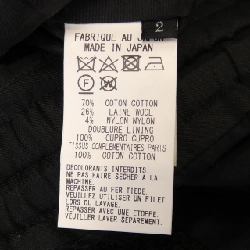 2
FABRIQUE AU JAPON
MADE IN JAPAN
70% COTON COTTON
26% LAINE WOOL
4% NYLON NYLON
DOUBLURE LINING
100% CUPRO CUPRO
TISSUS COMPLEMENTAIRES PARTS
100% COTON COTTON
DECOLORANTS INTERDITS.
NE PAS FAIRE SECHER A LA
MACHINE.
REPASSER AU FER MOYEN.
UTILISER UN FILET
LORS DU LAVAGE.
REPASSER AVEC UNE ETOFFE.
VEUILLER LAVER SEPAREMENT